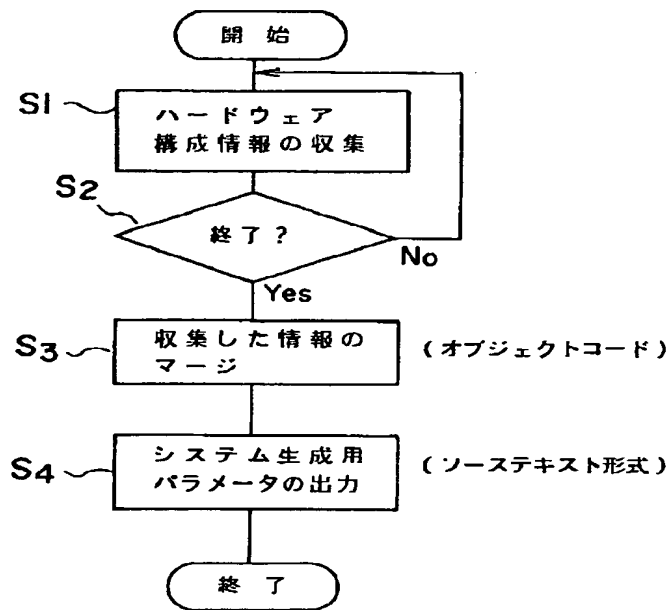 開始
S1
ハードウェア
構成情報の収集
S2
終了？
No
Yes
S3
収集した情報の
マージ
(オブジェクトコード)
S4
システム生成用
パラメータの出力
(ソーステキスト形式)
終了